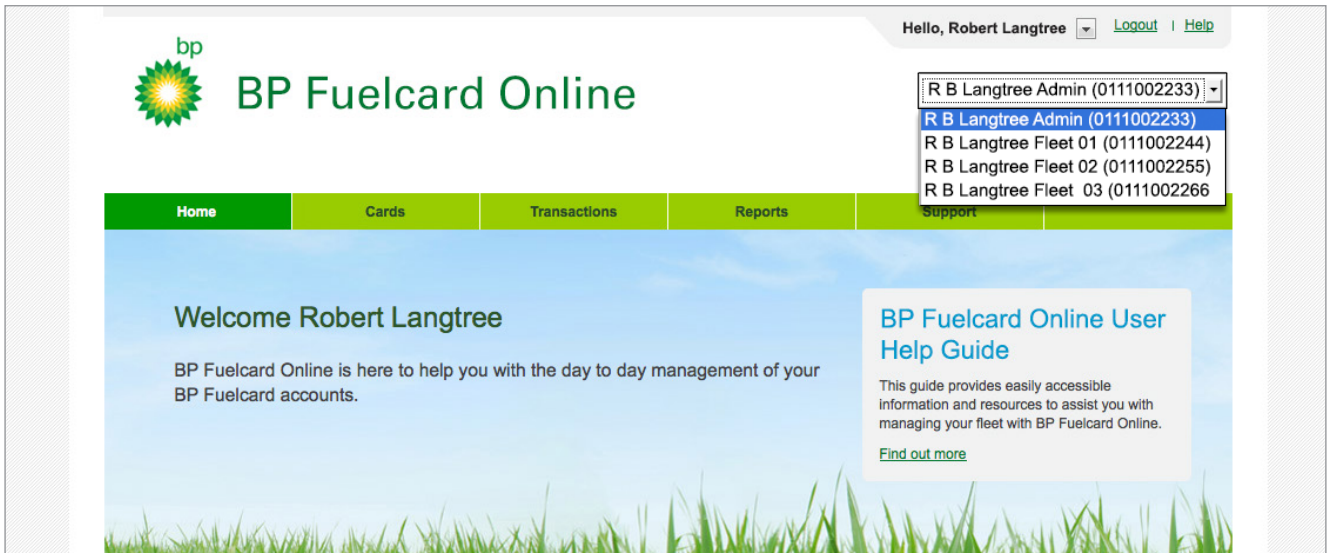 Hello, Robert Langtree Logout | Help
bp
BP Fuelcard Online
R B Langtree Admin (0111002233)
R B Langtree Admin (0111002233)
R B Langtree Fleet 01 (0111002244)
R B Langtree Fleet 02 (0111002255)
R B Langtree Fleet  03 (0111002266
Home Cards Transactions Reports Support
Welcome Robert Langtree
BP Fuelcard Online is here to help you with the day to day management of your
BP Fuelcard accounts.
BP Fuelcard Online User
Help Guide
This guide provides easily accessible
information and resources to assist you with
managing your fleet with BP Fuelcard Online.
Find out more